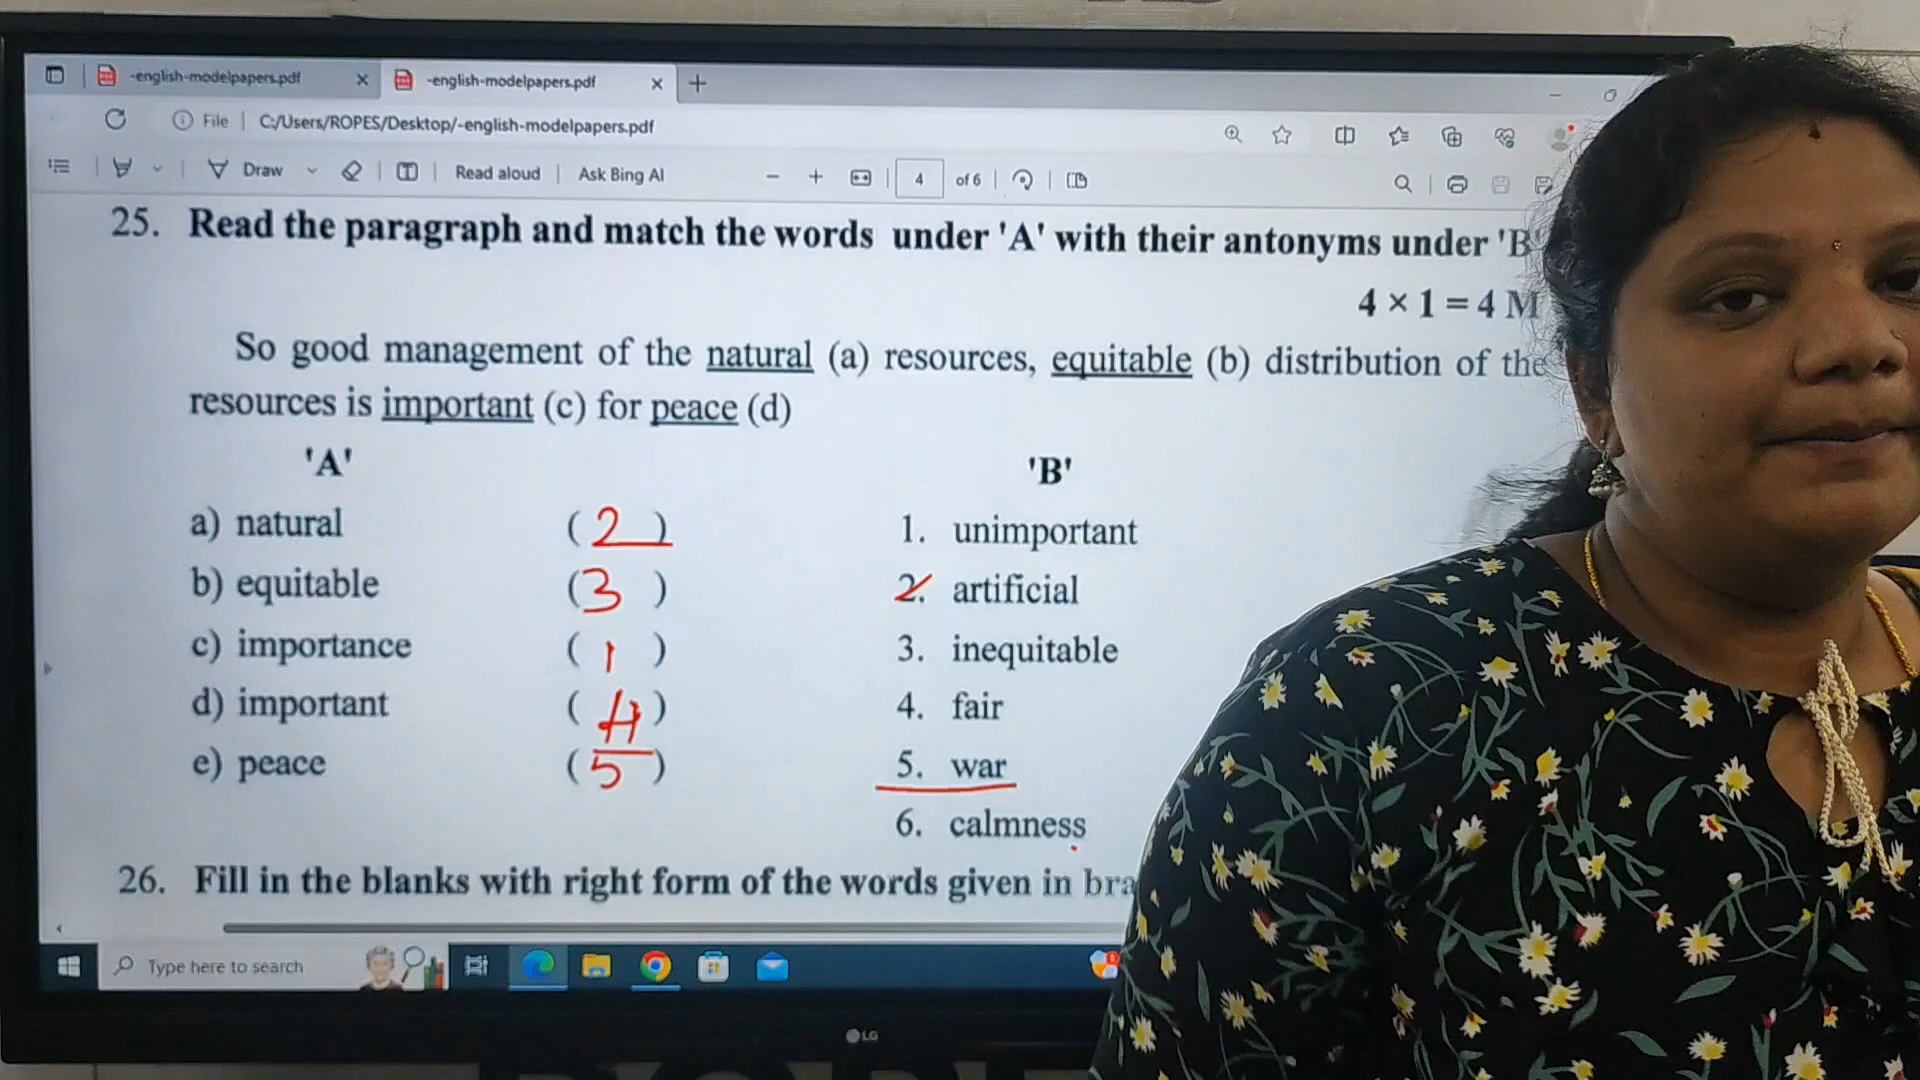 -english-modelpapers.pdf
-english-modelpapers.pdf
File
C:/Users/ROPES/Desktop/-english-modelpapers.pdf
Draw
Read aloud
Ask Bing AI
4 of 6
25. Read the paragraph and match the words under 'A' with their antonyms under 'B'
4 × 1 = 4 M
So good management of the natural (a) resources, equitable (b) distribution of the
resources is important (c) for peace (d)
'A' 'B'
a) natural (2) 1. unimportant
b) equitable (3) 2. artificial
c) importance (1) 3. inequitable
d) important (4) 4. fair
e) peace (5) 5. war
6. calmness
26. Fill in the blanks with right form of the words given in bra
Type here to search
LG